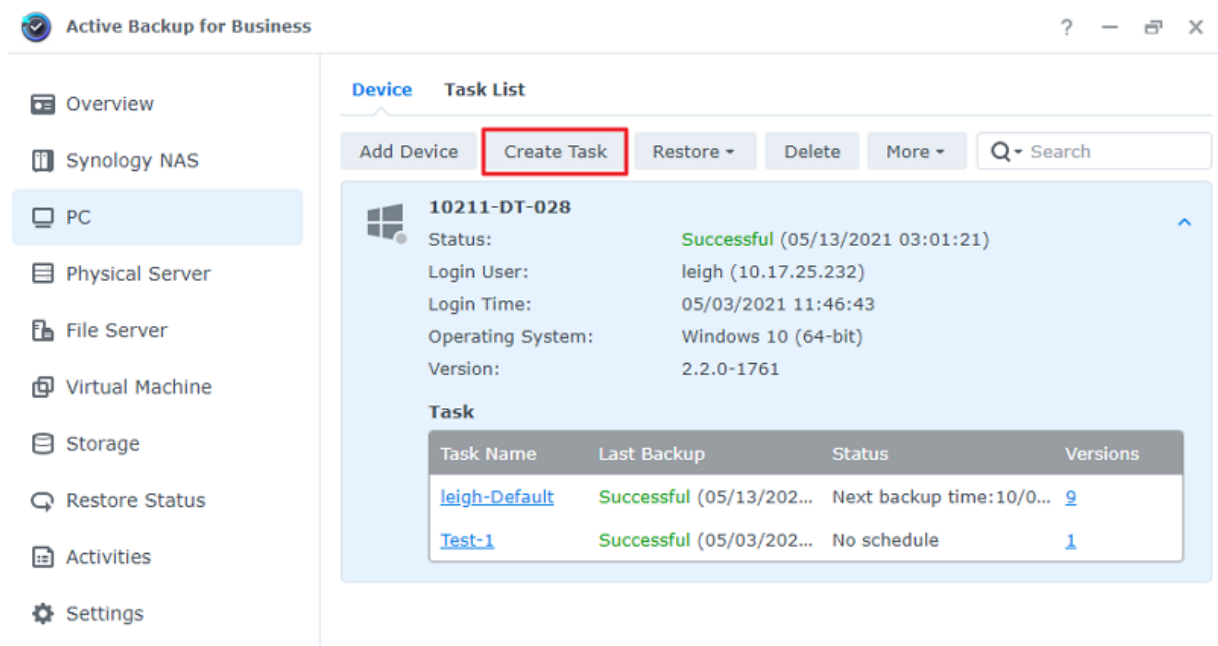 Active Backup for Business
?
Overview
Synology NAS
PC
Physical Server
File Server
Virtual Machine
Storage
Restore Status
Activities
Settings
Device Task List
Add Device Create Task Restore Delete More Search
10211-DT-028
Status: Successful (05/13/2021 03:01:21)
Login User: leigh (10.17.25.232)
Login Time: 05/03/2021 11:46:43
Operating System: Windows 10 (64-bit)
Version: 2.2.0-1761
Task
Task Name Last Backup Status Versions
leigh-Default Successful (05/13/202... Next backup time:10/0... 9
Test-1 Successful (05/03/202... No schedule 1